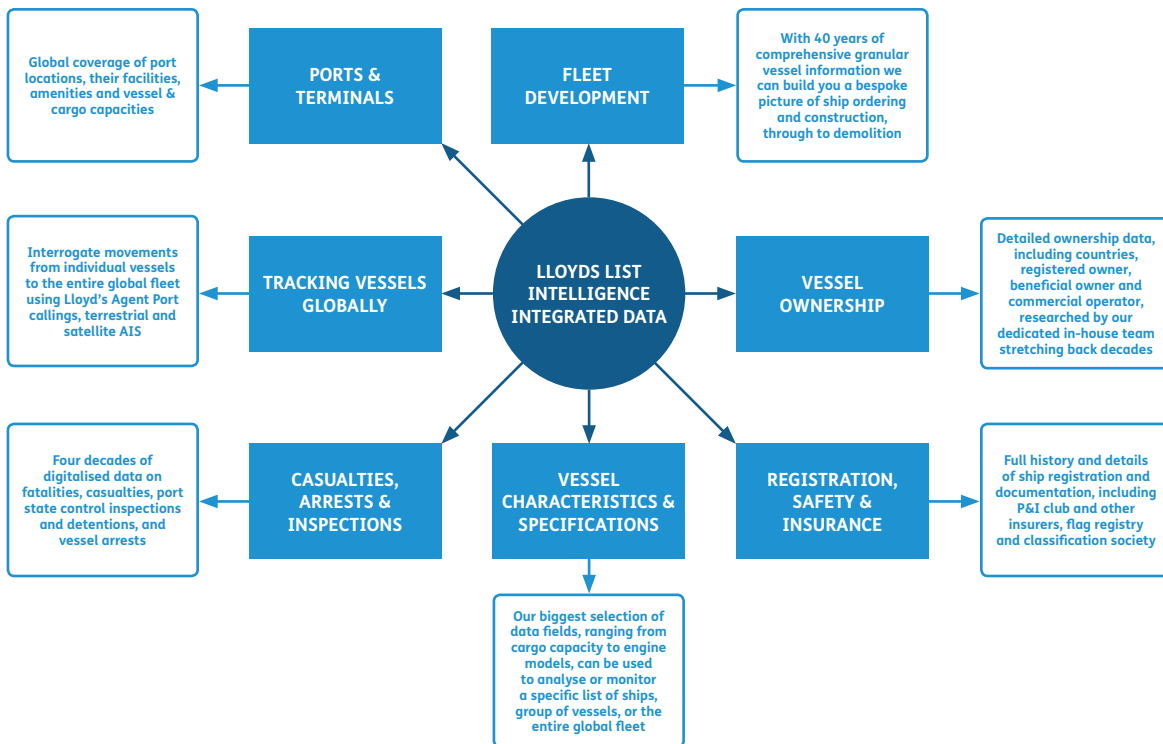 Global coverage of port
locations, their facilities,
amenities and vessel &
cargo capacities
PORTS &
TERMINALS
FLEET
DEVELOPMENT
With 40 years of
comprehensive granular
vessel information we
can build you a bespoke
picture of ship ordering
and construction,
through to demolition
Interrogate movements
from individual vessels
to the entire global fleet
using Lloyd's Agent Port
callings, terrestrial and
satellite AIS
TRACKING VESSELS
GLOBALLY
LLOYDS LIST
INTELLIGENCE
INTEGRATED DATA
VESSEL
OWNERSHIP
Detailed ownership data,
including countries,
registered owner,
beneficial owner and
commercial operator,
researched by our
dedicated in-house team
stretching back decades
Four decades of
digitalised data on
fatalities, casualties, port
state control inspections
and detentions, and
vessel arrests
CASUALTIES,
ARRESTS &
INSPECTIONS
VESSEL
CHARACTERISTICS &
SPECIFICATIONS
REGISTRATION,
SAFETY &
INSURANCE
Full history and details
of ship registration and
documentation, including
P&I club and other
insurers, flag registry
and classification society
Our biggest selection of
data fields, ranging from
cargo capacity to engine
models, can be used
to analyse or monitor
a specific list of ships,
group of vessels, or the
entire global fleet